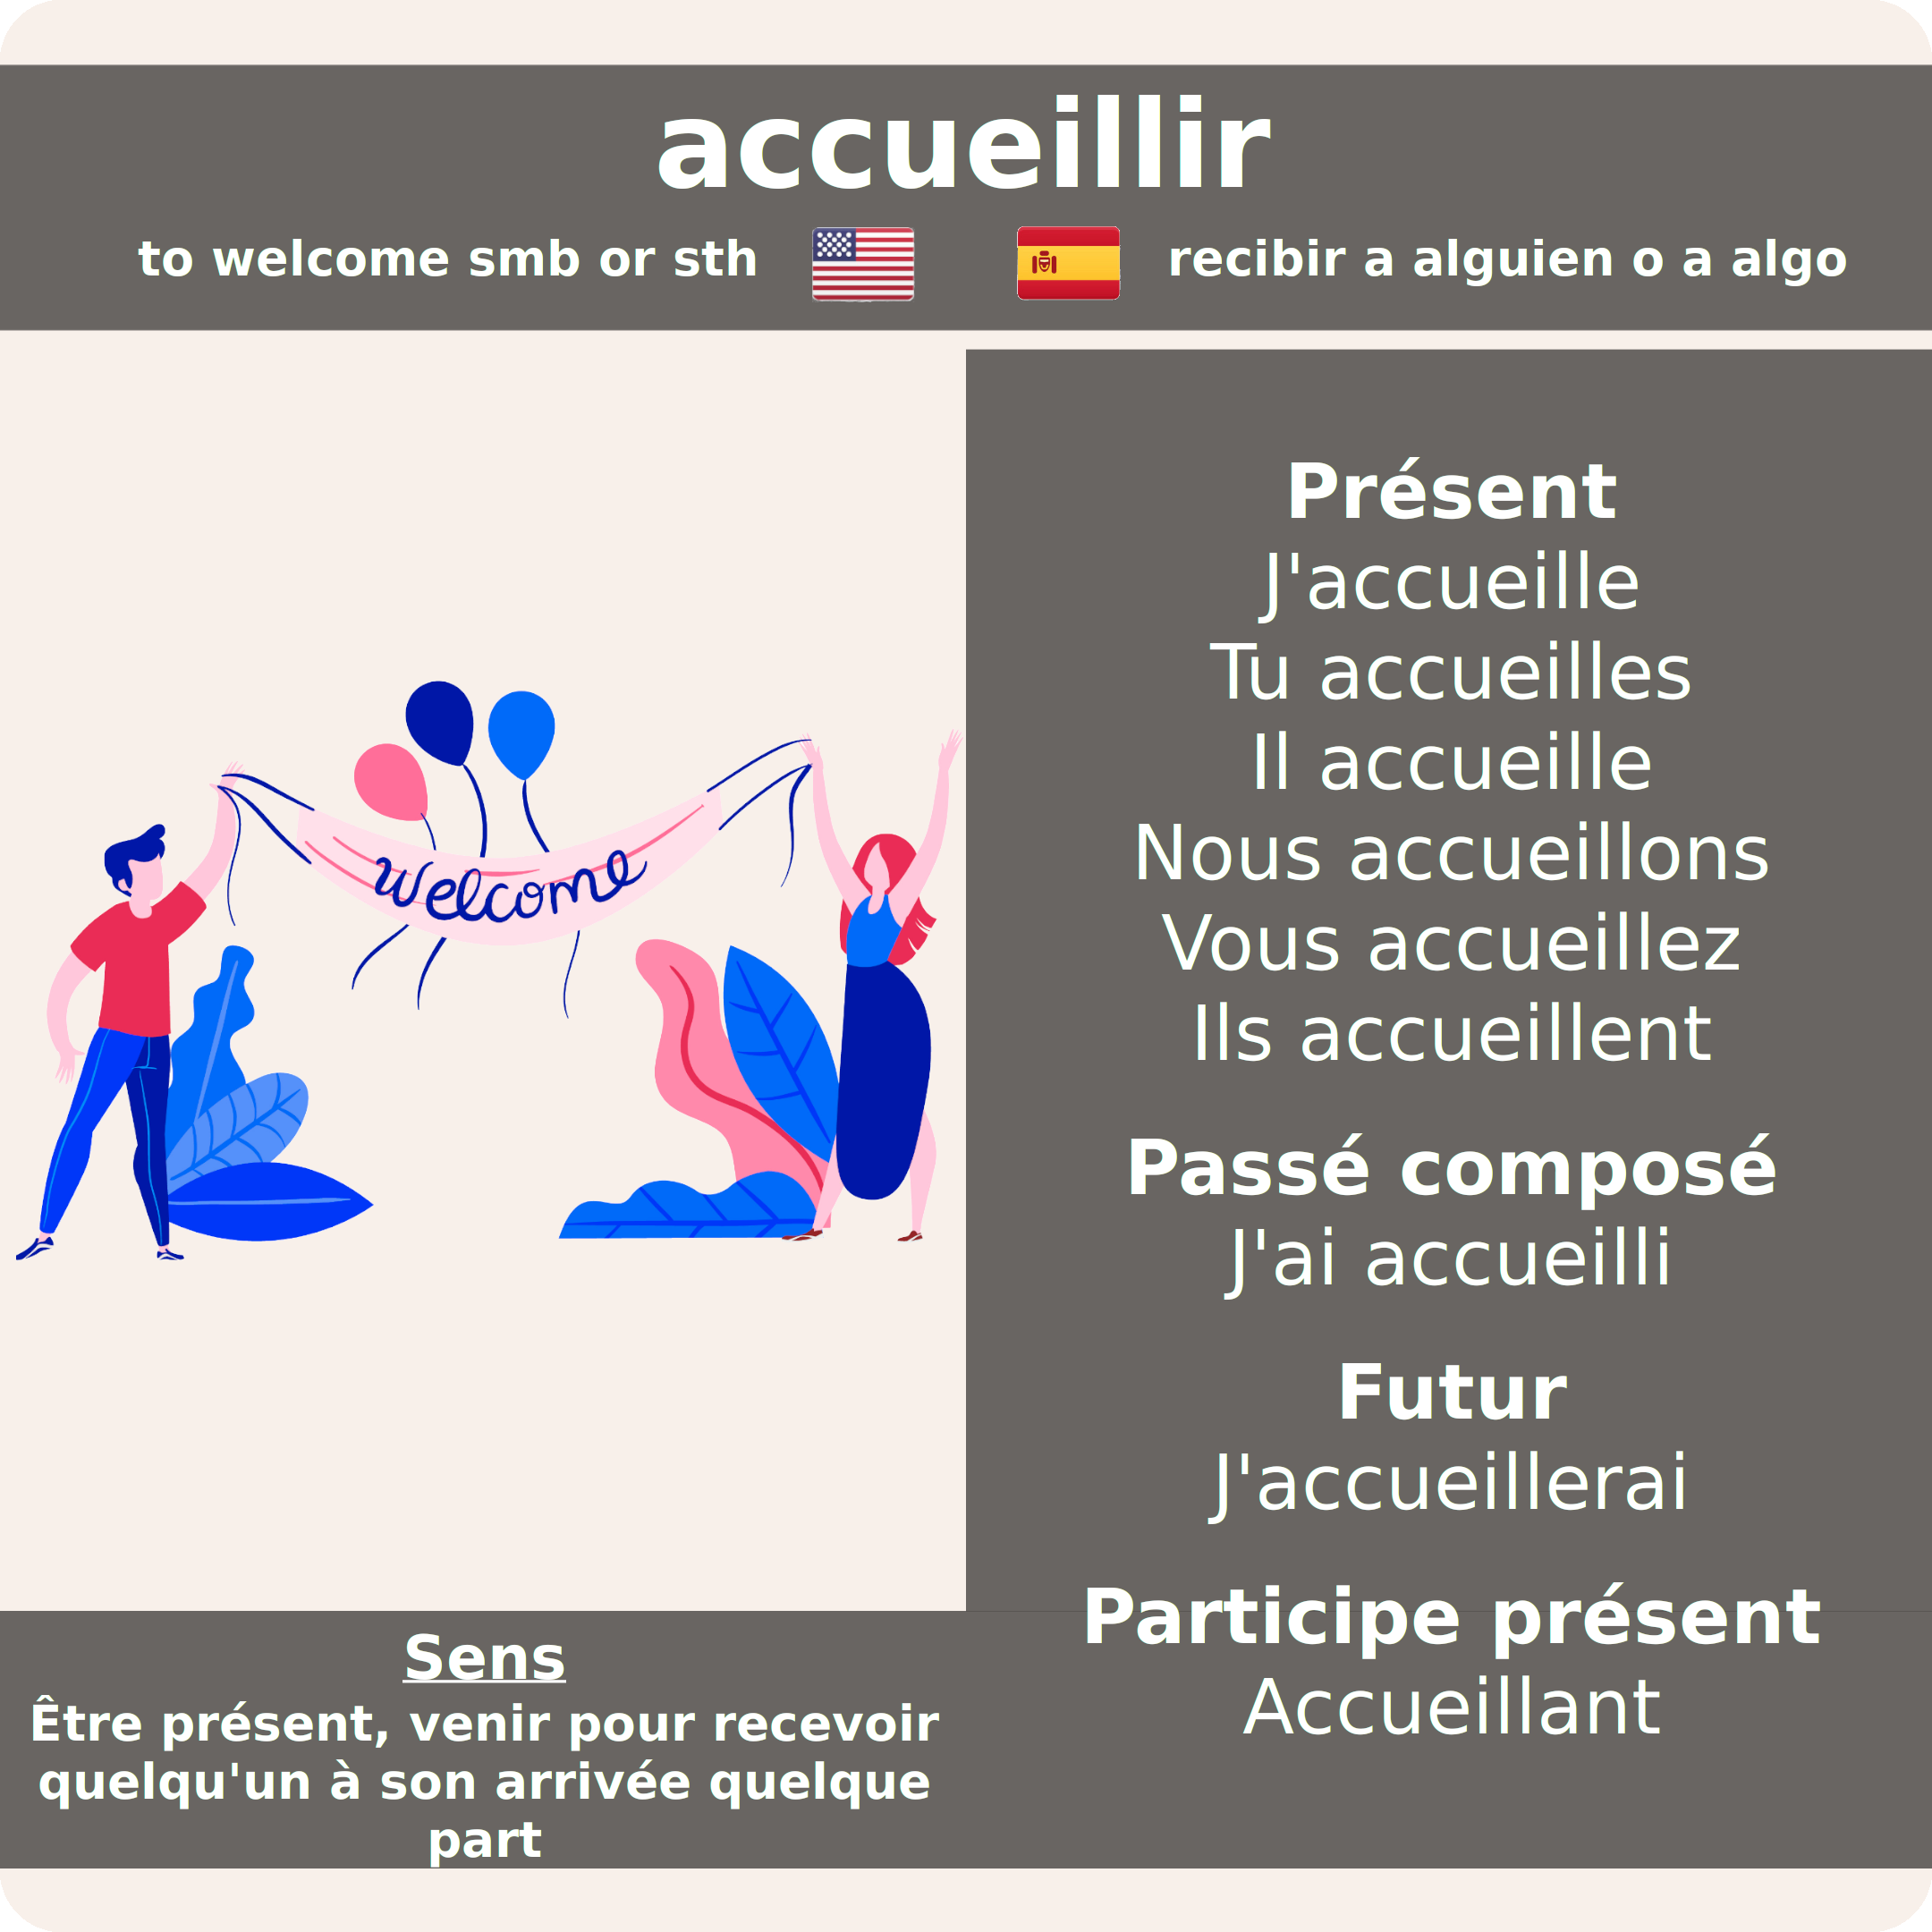 accueillir
to welcome smb or sth
recibir a alguien o a algo
Welcome
Présent
J'accueille
Tu accueilles
Il accueille
Nous accueillons
Vous accueillez
Ils accueillent
Passé composé
J'ai accueilli
Futur
J'accueillerai
Participe présent
Accueillant
Sens
Être présent, venir pour recevoir
quelqu'un à son arrivée quelque
part